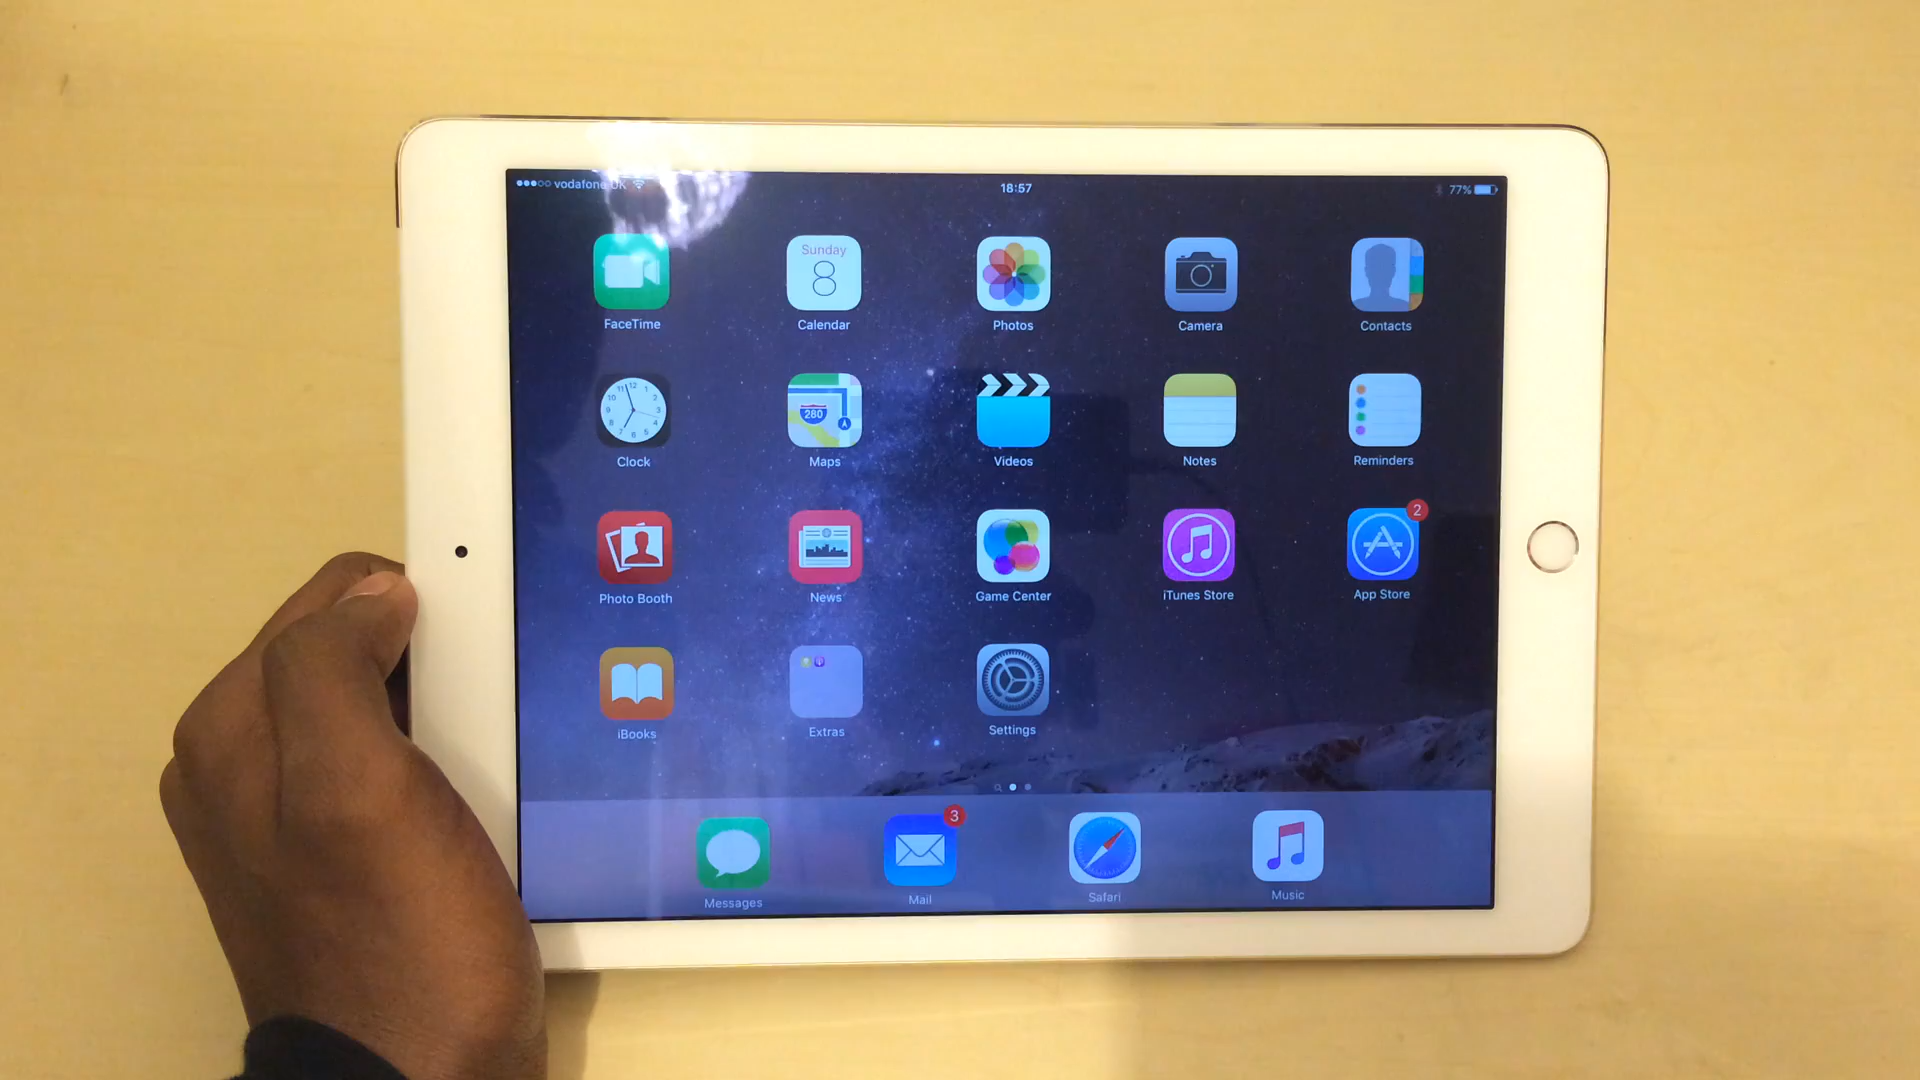 vodafone UK
18:57
77%
Sunday
8
280
2
FaceTime
Calendar
Photos
Camera
Contacts
Clock
Maps
Videos
Notes
Reminders
Photo Booth
News
Game Center
iTunes Store
App Store
iBooks
Extras
Settings
3
Messages
Mail
Safari
Music